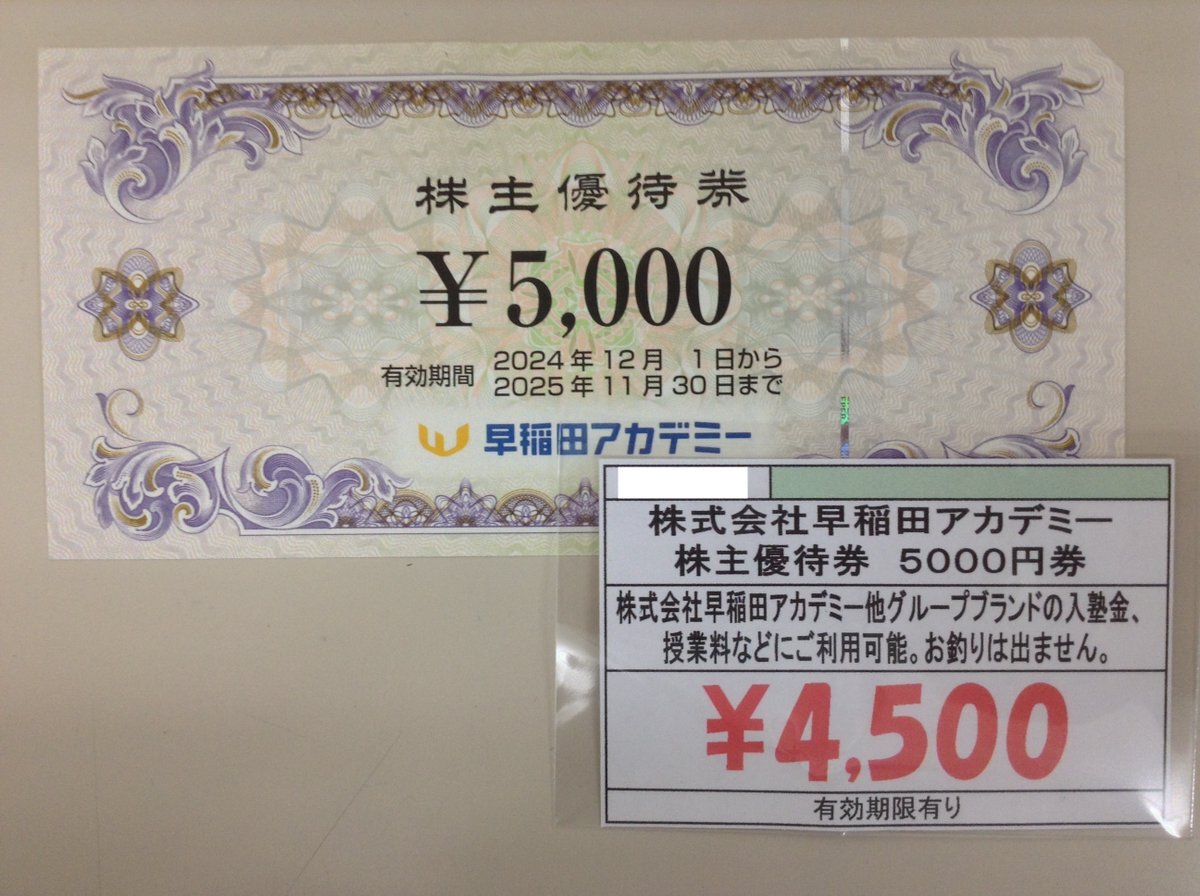 株主優待券
¥5,000
有効期間 2024年12月 1日から
2025年11月30日まで
早稲田アカデミー
株式会社早稲田アカデミー
株主優待券 5000円券
株式会社早稲田アカデミー他グループブランドの入塾金、
授業料などにご利用可能。お釣りは出ません。
¥4,500
有効期限有り